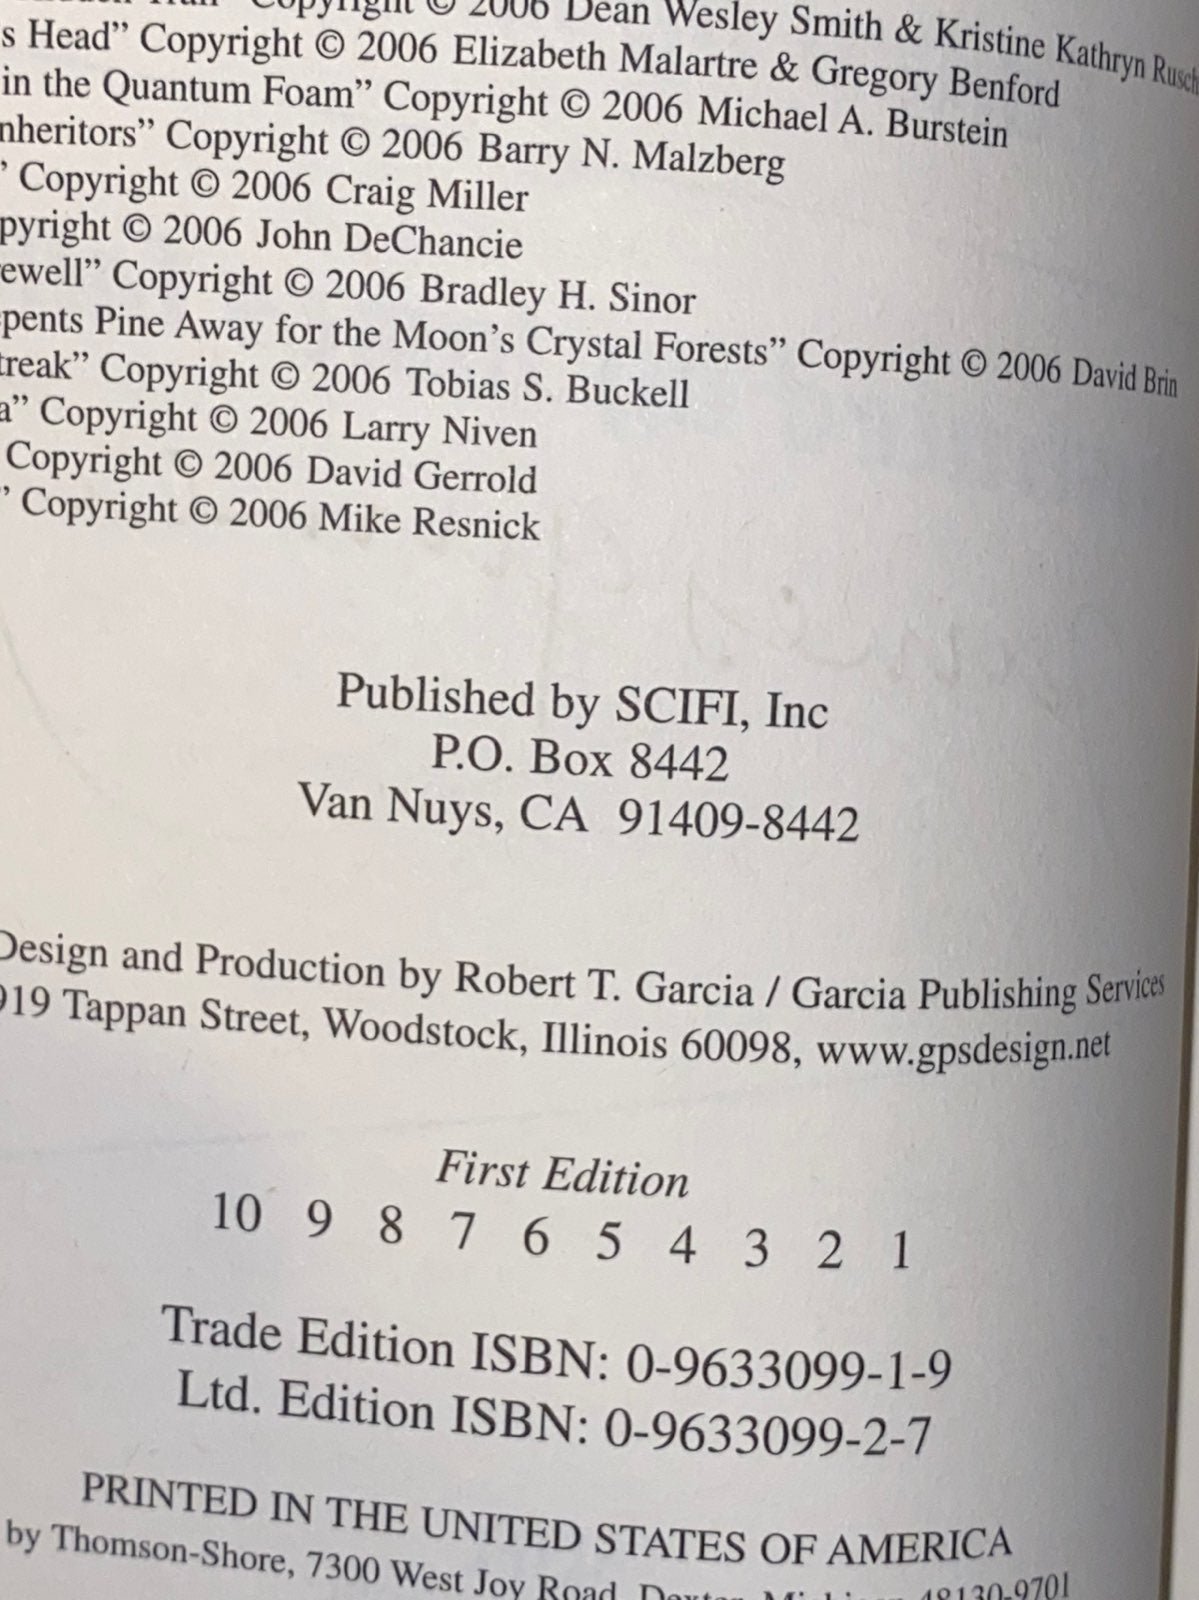 Copyright © 2006 Dean Wesley Smith & Kristine Kathryn Rusch
s Head” Copyright © 2006 Elizabeth Malartre & Gregory Benford
in the Quantum Foam” Copyright © 2006 Michael A. Burstein
nheritors” Copyright © 2006 Barry N. Malzberg
” Copyright © 2006 Craig Miller
pyright © 2006 John DeChancie
ewell” Copyright © 2006 Bradley H. Sinor
pents Pine Away for the Moon’s Crystal Forests” Copyright © 2006 David Brin
treak” Copyright © 2006 Tobias S. Buckell
a” Copyright © 2006 Larry Niven
Copyright © 2006 David Gerrold
” Copyright © 2006 Mike Resnick
Published by SCIFI, Inc
P.O. Box 8442
Van Nuys, CA 91409-8442
Design and Production by Robert T. Garcia / Garcia Publishing Services
919 Tappan Street, Woodstock, Illinois 60098, www.gpsdesign.net
First Edition
10 9 8 7 6 5 4 3 2 1
Trade Edition ISBN: 0-9633099-1-9
Ltd. Edition ISBN: 0-9633099-2-7
PRINTED IN THE UNITED STATES OF AMERICA
by Thomson-Shore, 7300 West Joy Road, Dexter, Michigan 48130-9701